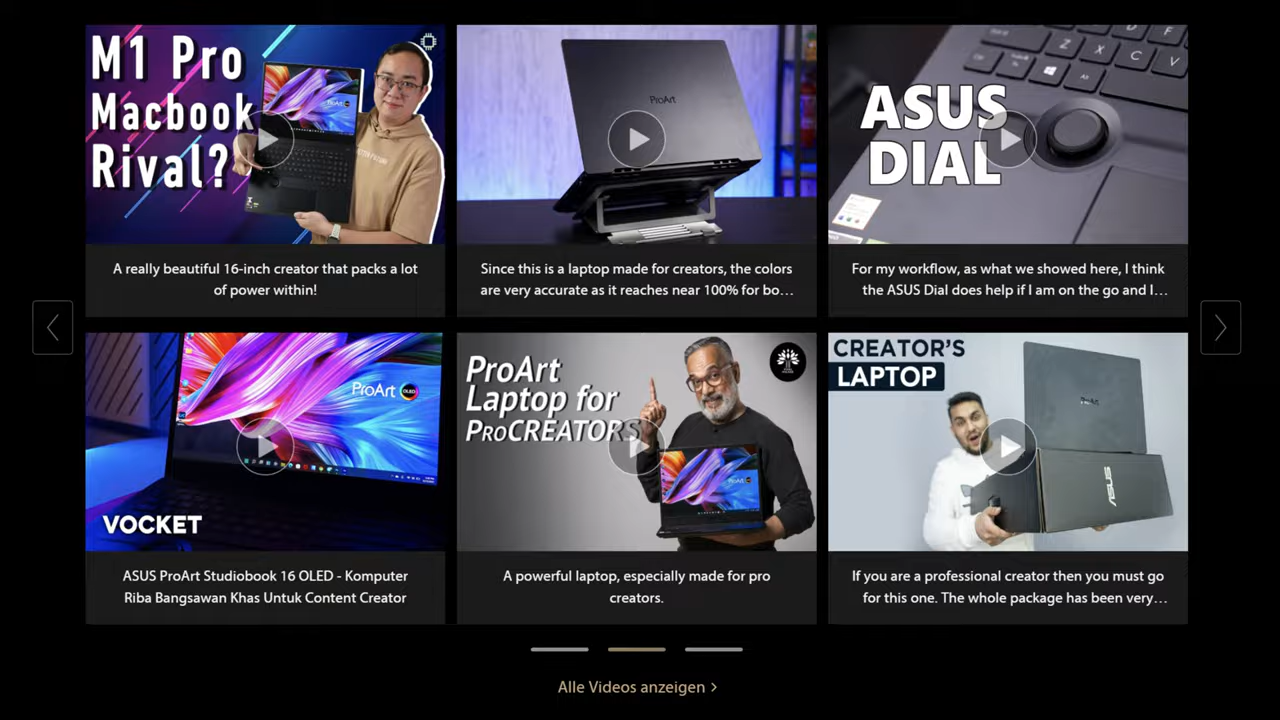 M1 Pro
Macbook
Rival?
ProArt
A really beautiful 16-inch creator that packs a lot
of power within!
ProArt
Since this is a laptop made for creators, the colors
are very accurate as it reaches near 100% for bo…
ASUS
DIAL
Z X C V
D F
Alt
For my workflow, as what we showed here, I think
the ASUS Dial does help if I am on the go and I…
ProArt OLED
VOCKET
ASUS ProArt Studiobook 16 OLED - Komputer
Riba Bangsawan Khas Untuk Content Creator
ProArt
Laptop for
PROCREATORS
ProArt
A powerful laptop, especially made for pro
creators.
CREATOR'S
LAPTOP
ProArt
ASUS
If you are a professional creator then you must go
for this one. The whole package has been very…
Alle Videos anzeigen >